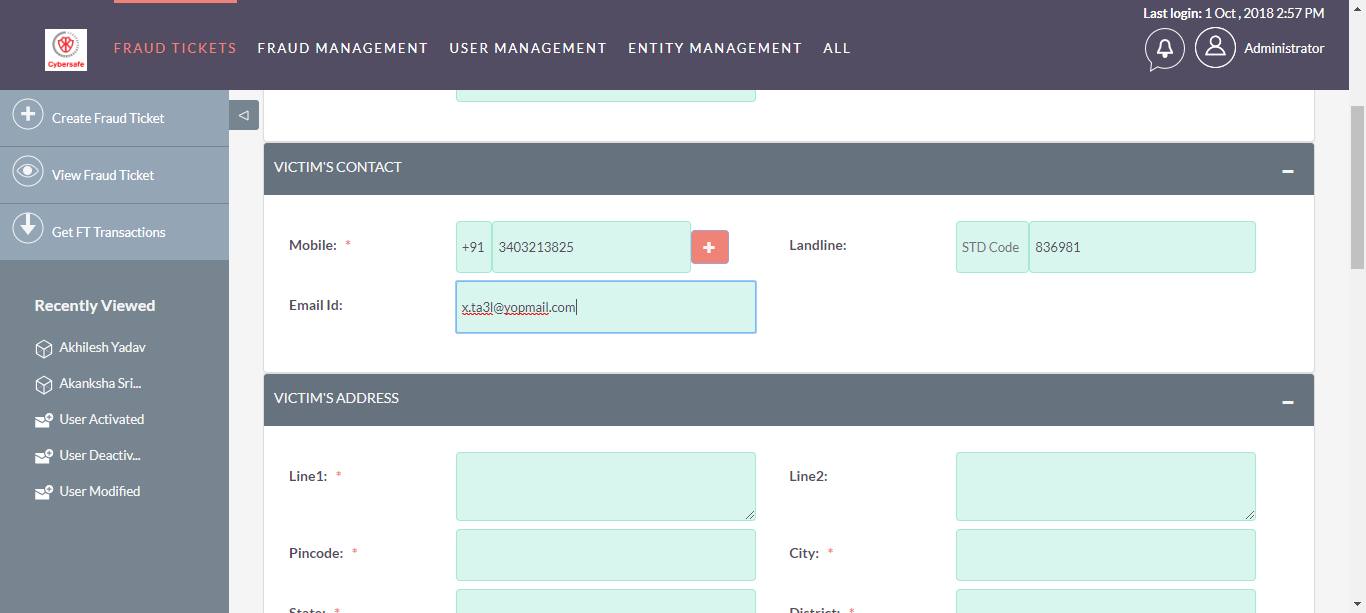 Last login: 1 Oct , 2018 2:57 PM
Cybersafe
FRAUD TICKETS FRAUD MANAGEMENT USER MANAGEMENT ENTITY MANAGEMENT ALL
Administrator
Create Fraud Ticket
View Fraud Ticket
Get FT Transactions
Recently Viewed
Akhilesh Yadav
Akanksha Sri...
User Activated
User Deactiv...
User Modified
VICTIM'S CONTACT
Mobile: * +91 3403213825 Landline: STD Code 836981
Email Id: x.ta3l@yopmail.com
VICTIM'S ADDRESS
Line1: * Line2:
Pincode: * City: *
State: * District: *